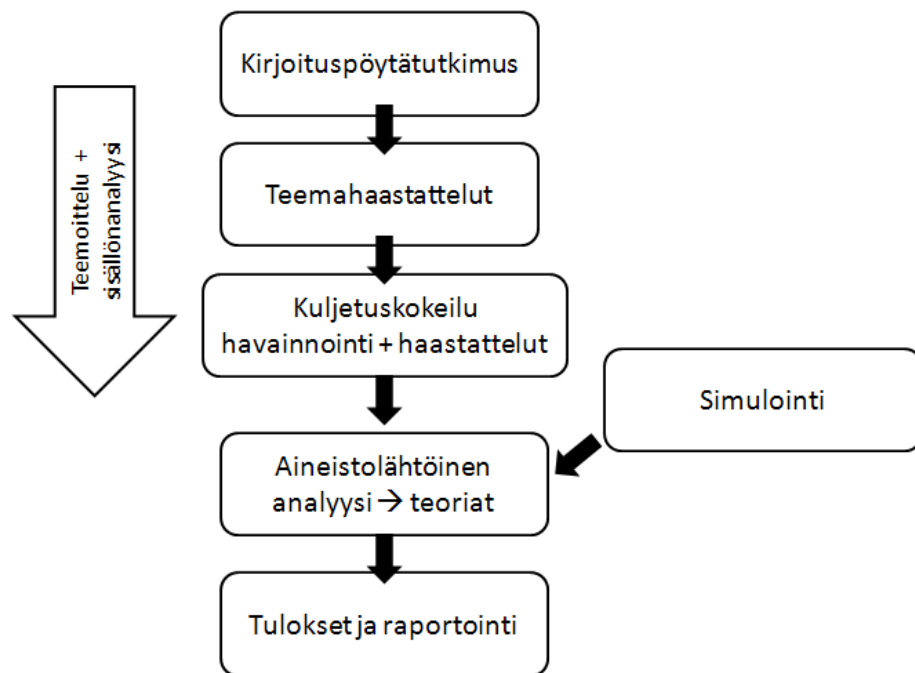 Kirjoituspöytätutkimus
Teemoittelu +
sisällönanalyysi
Teemahaastattelut
Kuljetuskokeilu
havainnointi + haastattelut
Simulointi
Aineistolähtöinen
analyysi → teoriat
Tulokset ja raportointi